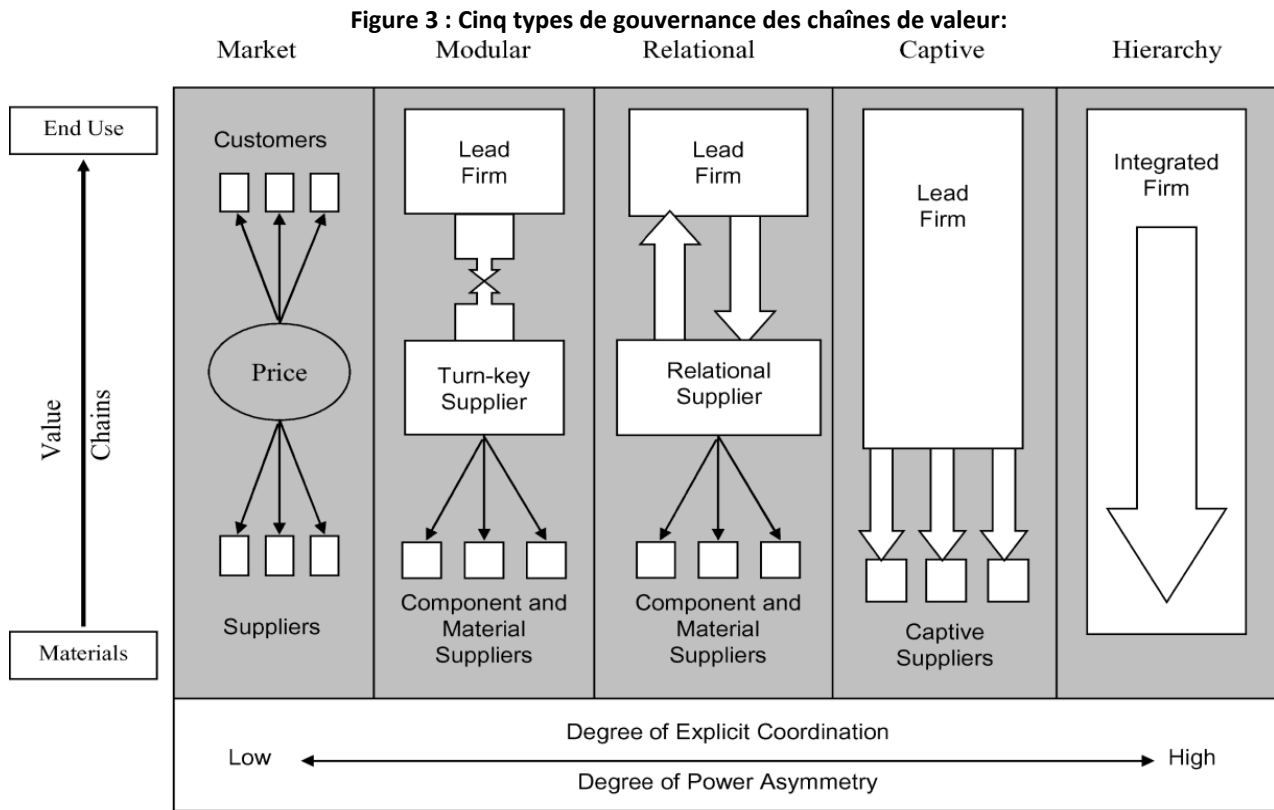 Figure 3 : Cinq types de gouvernance des chaînes de valeur:
Market
Modular
Relational
Captive
Hierarchy
End Use
Value
Chains
Materials
Customers
Price
Suppliers
Lead
Firm
Turn-key
Supplier
Component and
Material
Suppliers
Lead
Firm
Relational
Supplier
Component and
Material
Suppliers
Lead
Firm
Captive
Suppliers
Integrated
Firm
Degree of Explicit Coordination
Low
High
Degree of Power Asymmetry